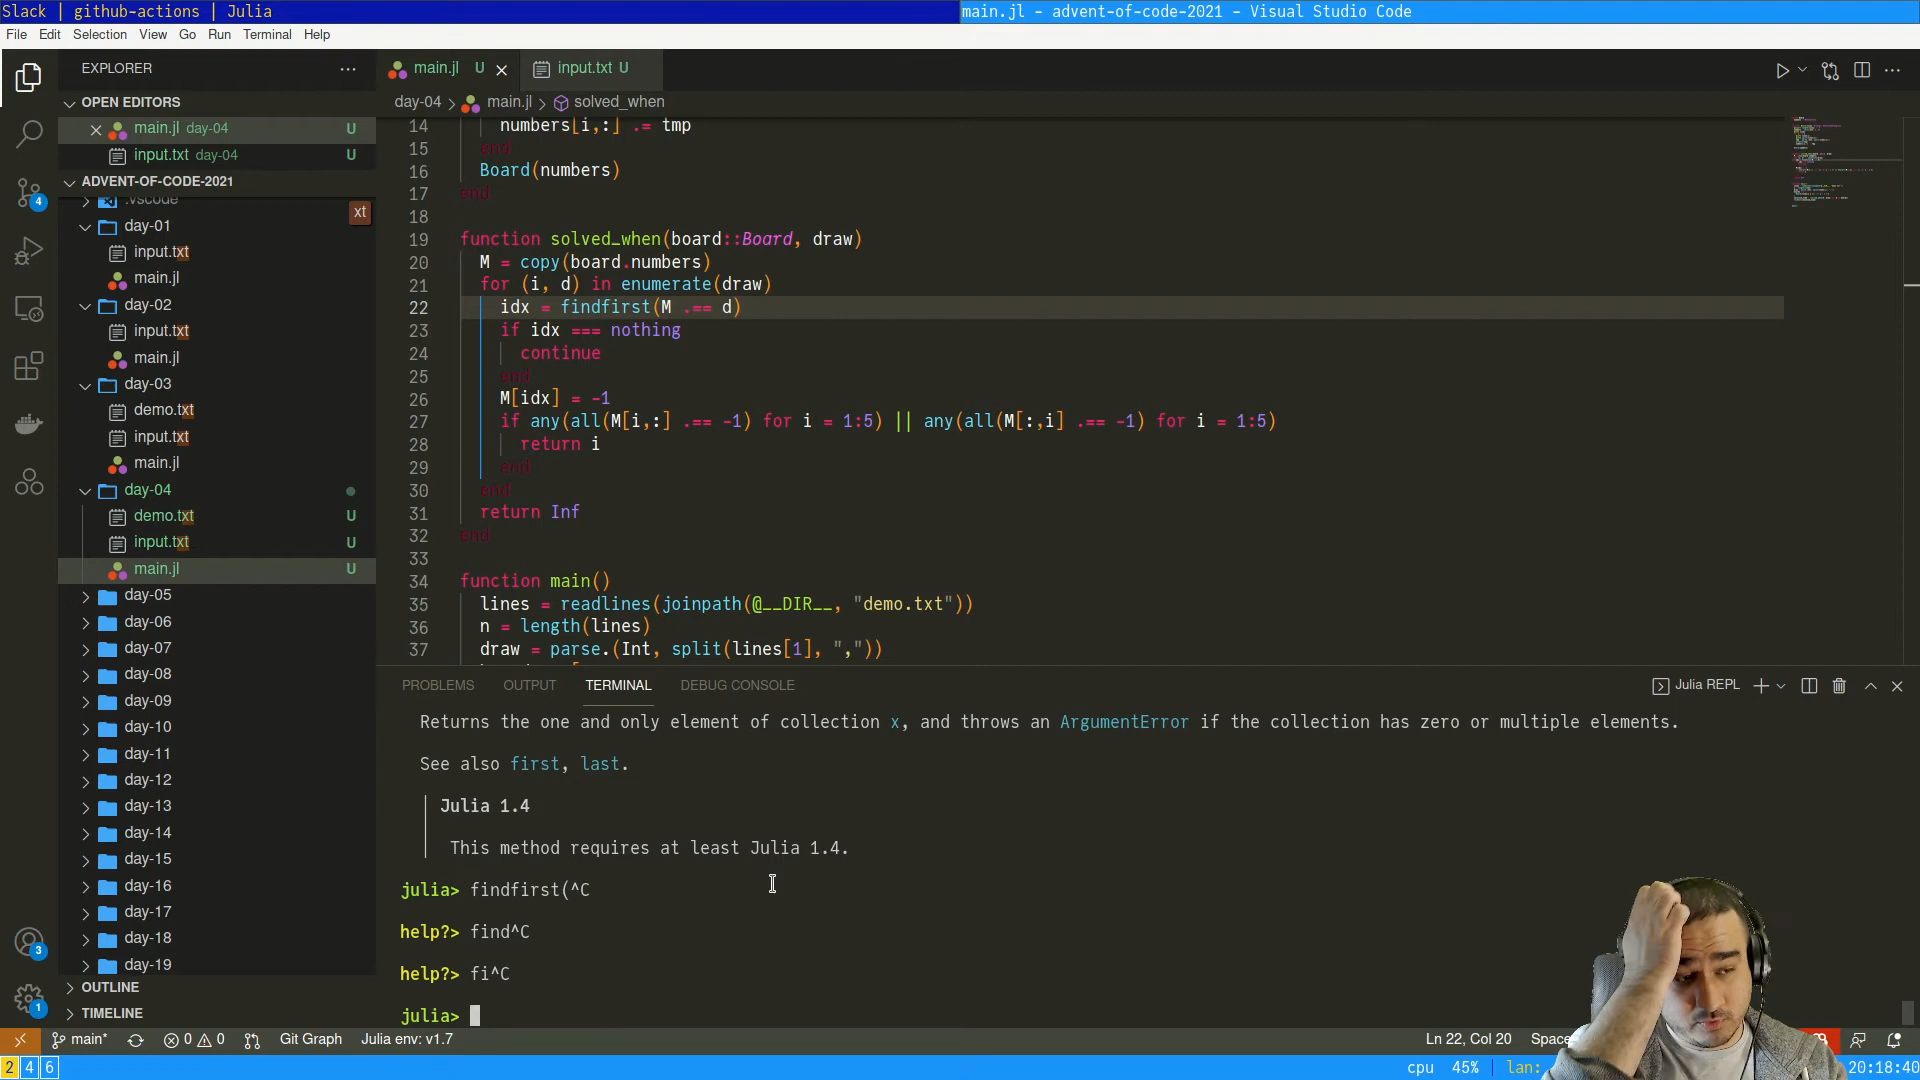 Slack | github-actions | Julia
main.jl - advent-of-code-2021 - Visual Studio Code
File Edit Selection View Go Run Terminal Help
EXPLORER
OPEN EDITORS
main.jl day-04 U
input.txt day-04 U
ADVENT-OF-CODE-2021
.vscode
xt
day-01
input.txt
main.jl
day-02
input.txt
main.jl
day-03
demo.txt
input.txt
main.jl
day-04
demo.txt U
input.txt U
main.jl U
day-05
day-06
day-07
day-08
day-09
day-10
day-11
day-12
day-13
day-14
day-15
day-16
day-17
day-18
day-19
OUTLINE
TIMELINE
4
3
1
main.jl U
input.txt U
day-04 > main.jl > solved_when
14 numbers[i,:] .= tmp
15 end
16 Board(numbers)
17 end
18
19 function solved_when(board::Board, draw)
20 M = copy(board.numbers)
21 for (i, d) in enumerate(draw)
22 idx = findfirst(M .== d)
23 if idx === nothing
24 continue
25 end
26 M[idx] = -1
27 if any(all(M[i,:] .== -1) for i = 1:5) || any(all(M[:,i] .== -1) for i = 1:5)
28 return i
29 end
30 end
31 return Inf
32 end
33
34 function main()
35 lines = readlines(joinpath(@__DIR__, "demo.txt"))
36 n = length(lines)
37 draw = parse.(Int, split(lines[1], ","))
PROBLEMS OUTPUT TERMINAL DEBUG CONSOLE
Julia REPL
Returns the one and only element of collection x, and throws an ArgumentError if the collection has zero or multiple elements.
See also first, last.
Julia 1.4
This method requires at least Julia 1.4.
julia> findfirst(^C
help?> find^C
help?> fi^C
julia>
main* 0 0 Git Graph Julia env: v1.7
Ln 22, Col 20 Space
2 4 6
cpu 45% | lan:
20:18:40